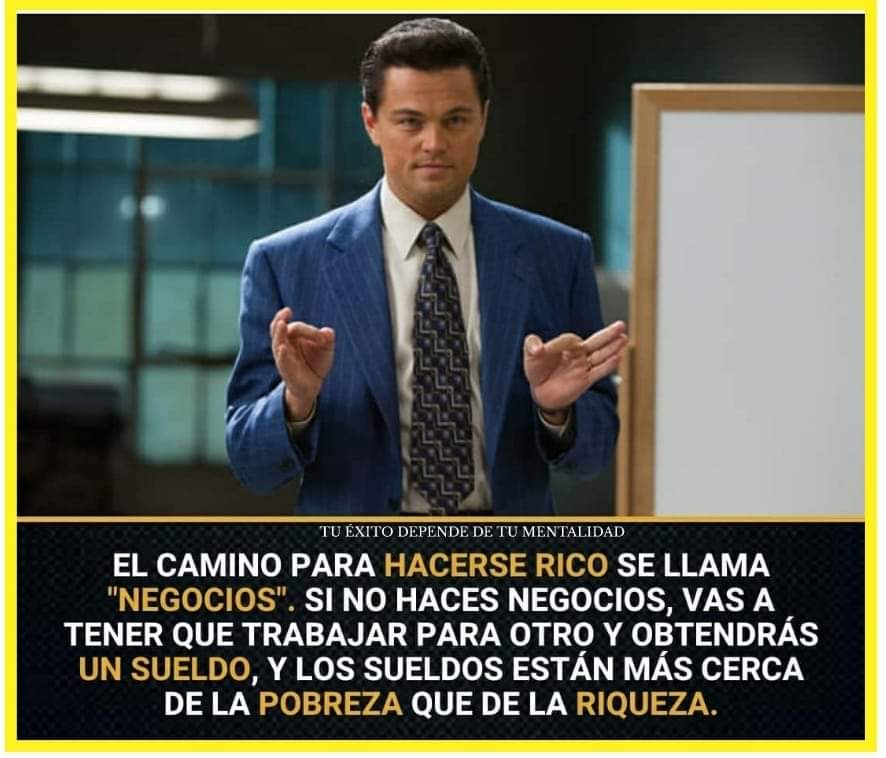 TU ÉXITO DEPENDE DE TU MENTALIDAD
EL CAMINO PARA HACERSE RICO SE LLAMA
"NEGOCIOS". SI NO HACES NEGOCIOS, VAS A
TENER QUE TRABAJAR PARA OTRO Y OBTENDRÁS
UN SUELDO, Y LOS SUELDOS ESTÁN MÁS CERCA
DE LA POBREZA QUE DE LA RIQUEZA.